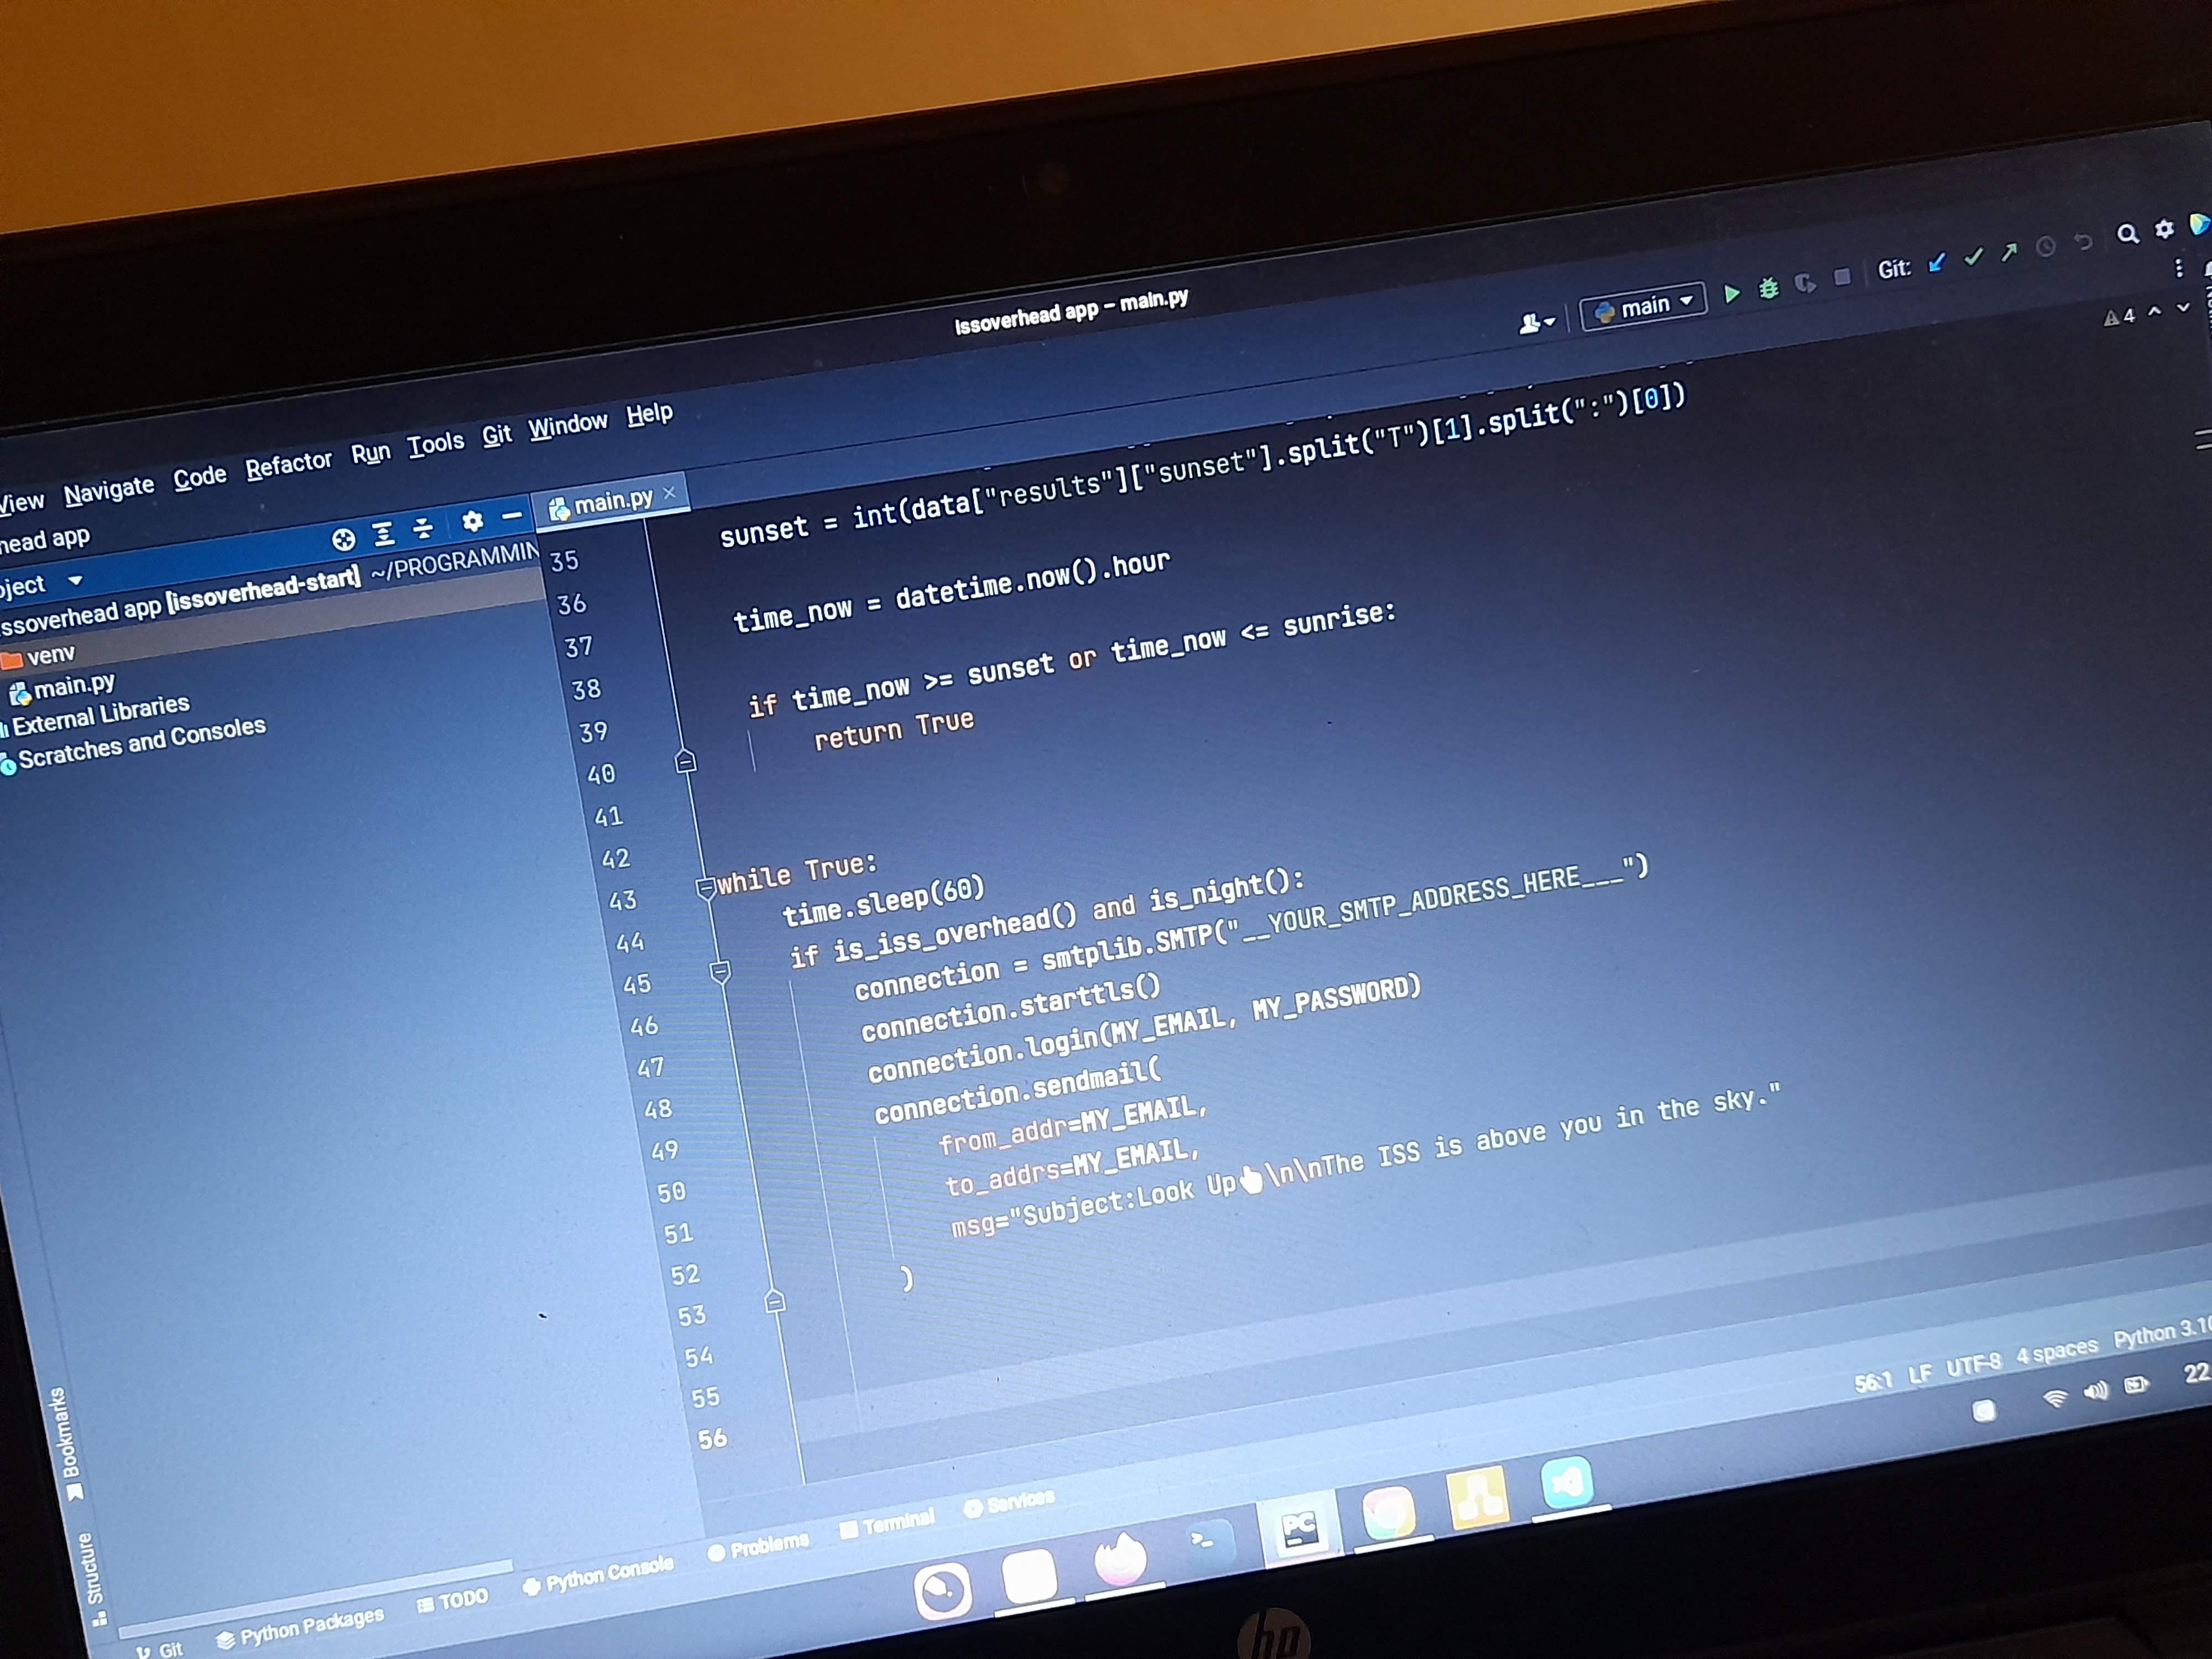 issoverhead app – main.py
View Navigate Code Refactor Run Tools Git Window Help
main
Git:
4
head app
main.py
issoverhead app [issoverhead-start] ~/PROGRAMMIN
venv
main.py
External Libraries
Scratches and Consoles
35
36
37
38
39
40
41
42
43
44
45
46
47
48
49
50
51
52
53
54
55
56
sunset = int(data["results"]["sunset"].split("T")[1].split(":")[0])
time_now = datetime.now().hour
if time_now >= sunset or time_now <= sunrise:
return True
while True:
time.sleep(60)
if is_iss_overhead() and is_night():
connection = smtplib.SMTP("__YOUR_SMTP_ADDRESS_HERE___")
connection.starttls()
connection.login(MY_EMAIL, MY_PASSWORD)
connection.sendmail(
from_addr=MY_EMAIL,
to_addrs=MY_EMAIL,
msg="Subject:Look Up👆\n\nThe ISS is above you in the sky."
)
Bookmarks
Structure
56:1 LF UTF-8 4 spaces Python 3.10
22
Git Python Packages TODO Python Console Problems Terminal Services
PC
hp